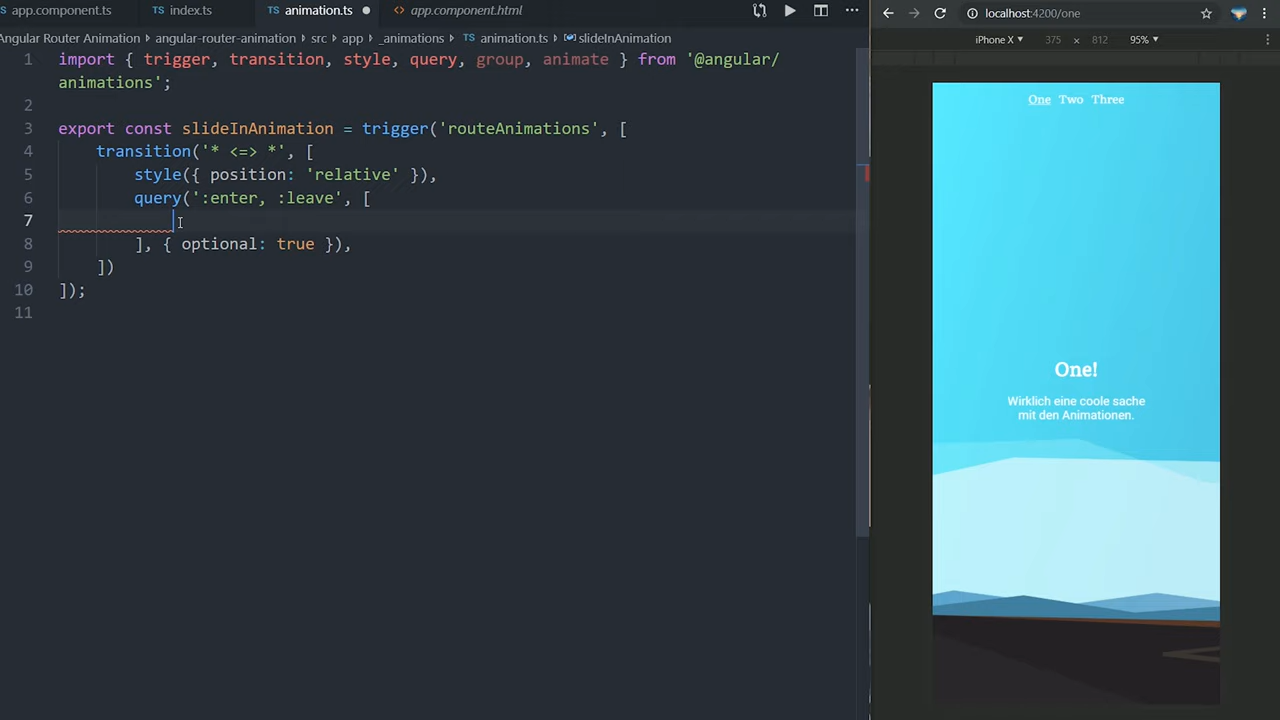 app.component.ts index.ts animation.ts app.component.html
Angular Router Animation angular-router-animation src app _animations animation.ts slideInAnimation
1 import { trigger, transition, style, query, group, animate } from '@angular/
animations';
2
3 export const slideInAnimation = trigger('routeAnimations', [
4 transition('* <=> *', [
5 style({ position: 'relative' }),
6 query(':enter, :leave', [
7
8 ], { optional: true }),
9 ])
10 ]);
11
localhost:4200/one
iPhone X ▼ 375 × 812 95% ▼
One Two Three
One!
Wirklich eine coole sache
mit den Animationen.